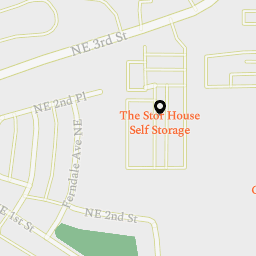 NE 3rd St
NE 2nd Pl
The Stor House
Self Storage
Ferndale Ave NE
NE 1st St
NE 2nd St